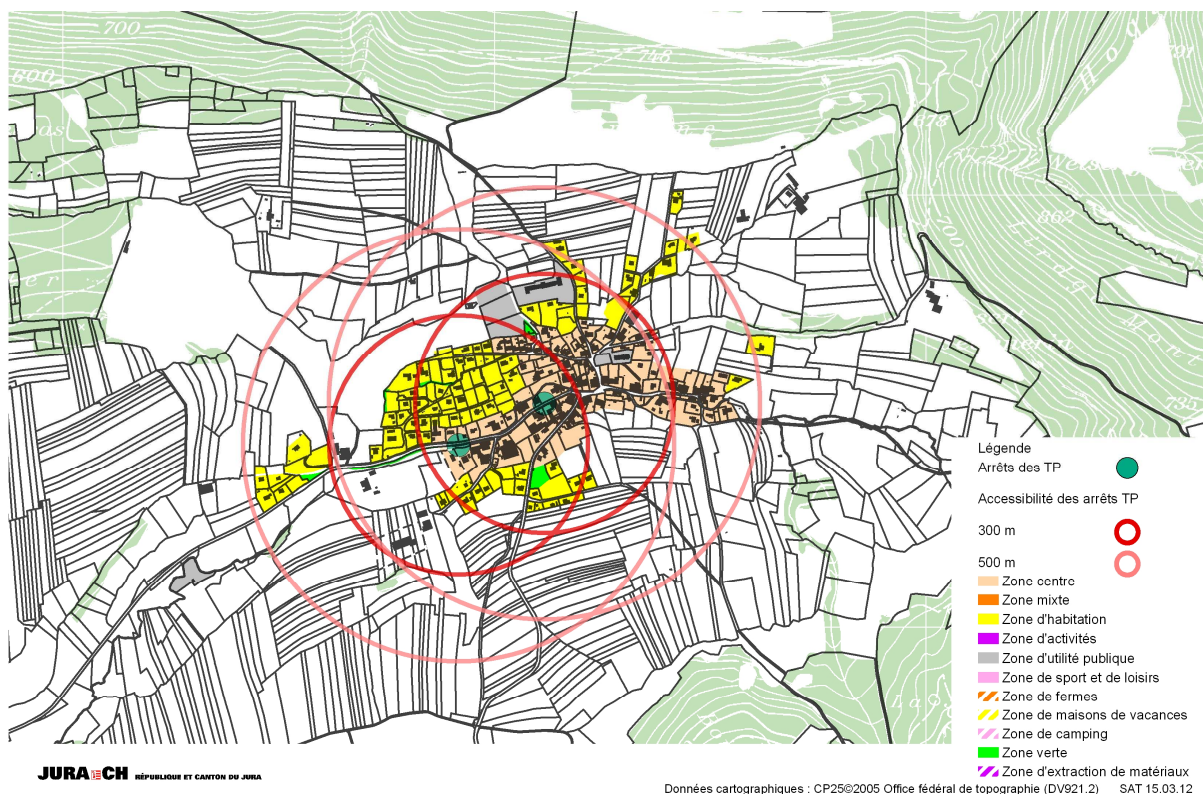 700
746
600
678
700
862
735
Légende
Arrêts des TP
Accessibilité des arrêts TP
300 m
500 m
Zone centre
Zone mixte
Zone d'habitation
Zone d'activités
Zone d'utilité publique
Zone de sport et de loisirs
Zone de fermes
Zone de maisons de vacances
Zone de camping
Zone verte
Zone d'extraction de matériaux
JURA CH RÉPUBLIQUE ET CANTON DU JURA
Données cartographiques : CP25©2005 Office fédéral de topographie (DV921.2) SAT 15.03.12